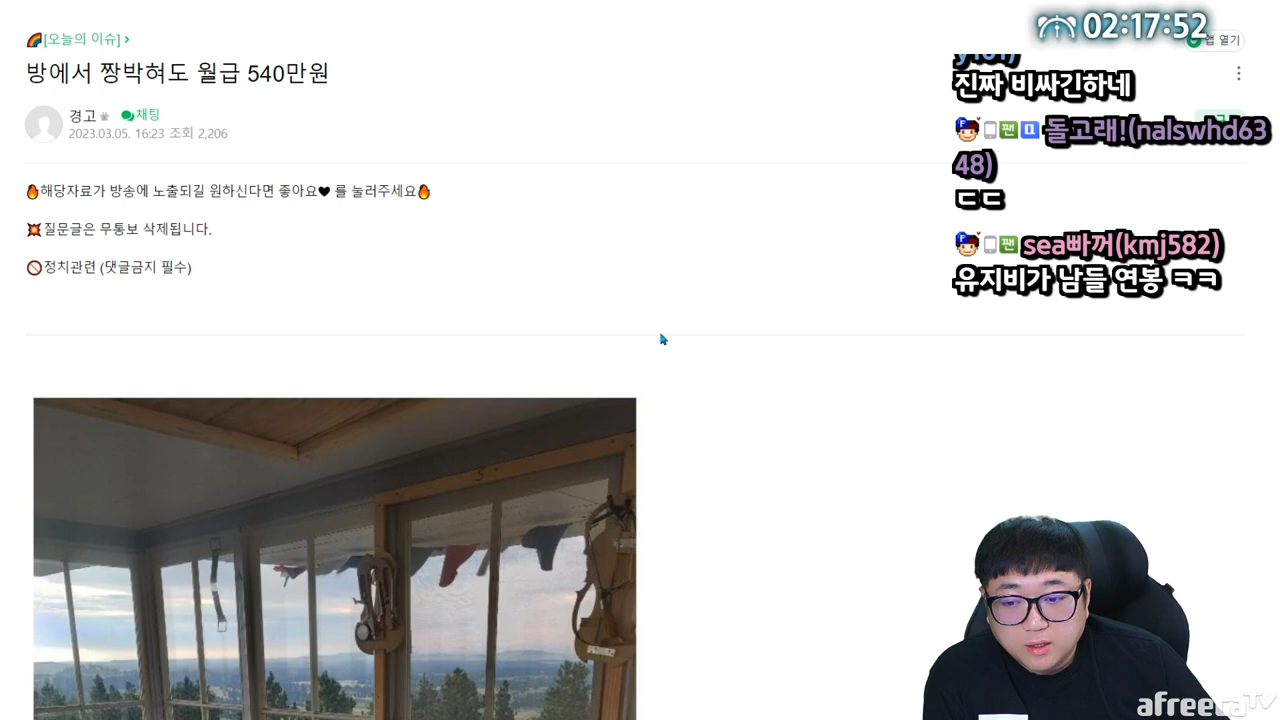 [오늘의 이슈] >
방에서 짱박혀도 월급 540만원
경고 채팅
2023.03.05. 16:23 조회 2,206
앱 열기
🔥해당자료가 방송에 노출되길 원하신다면 좋아요🖤 를 눌러주세요🔥
💥질문글은 무통보 삭제됩니다.
🚫정치관련 (댓글금지 필수)
02:17:52
진짜 비싸긴하네
돌고래!(nalswhd63
48)
ㄷㄷ
sea빠꺼(kmj582)
유지비가 남들 연봉 ㅋㅋ
afreecaTV